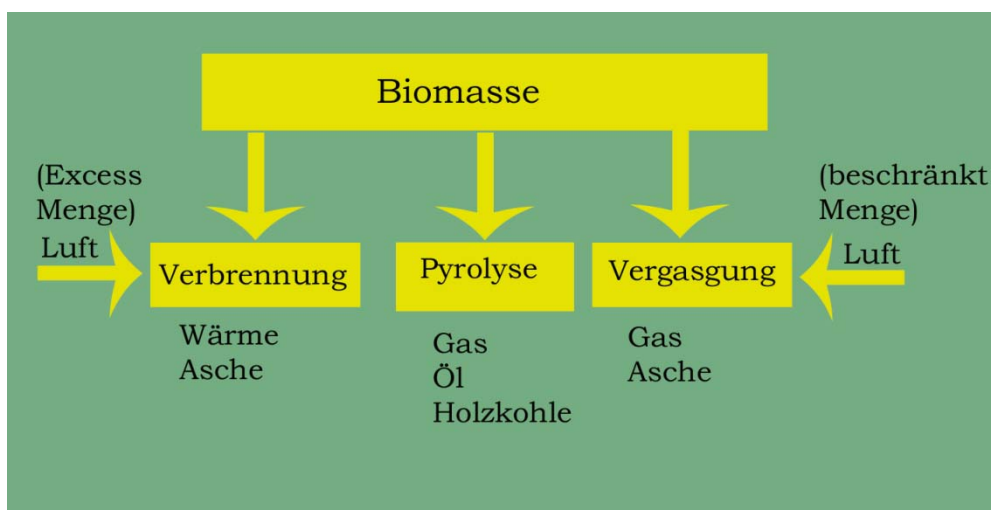 Biomasse
(Excess
Menge)
Luft
(beschränkt
Menge)
Luft
Verbrennung
Pyrolyse
Vergasgung
Wärme
Asche
Gas
Öl
Holzkohle
Gas
Asche